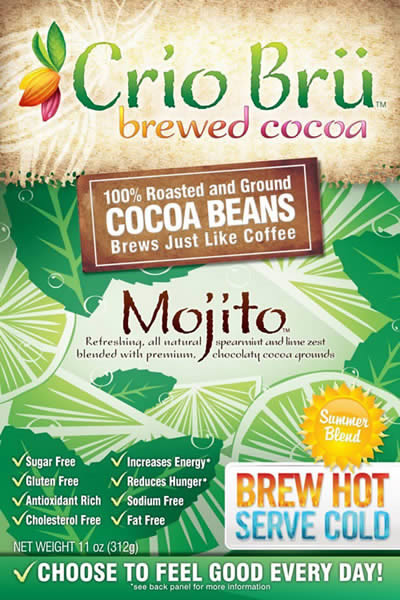 Crio Brü™
brewed cocoa
100% Roasted and Ground
COCOA BEANS
Brews Just Like Coffee
Mojito™
Refreshing, all natural spearmint and lime zest
blended with premium, chocolaty cocoa grounds
Summer
Blend
✓ Sugar Free
✓ Gluten Free
✓ Antioxidant Rich
✓ Cholesterol Free
✓ Increases Energy*
✓ Reduces Hunger*
✓ Sodium Free
✓ Fat Free
BREW HOT
SERVE COLD
NET WEIGHT 11 oz (312g)
✓ CHOOSE TO FEEL GOOD EVERY DAY!
*see back panel for more information